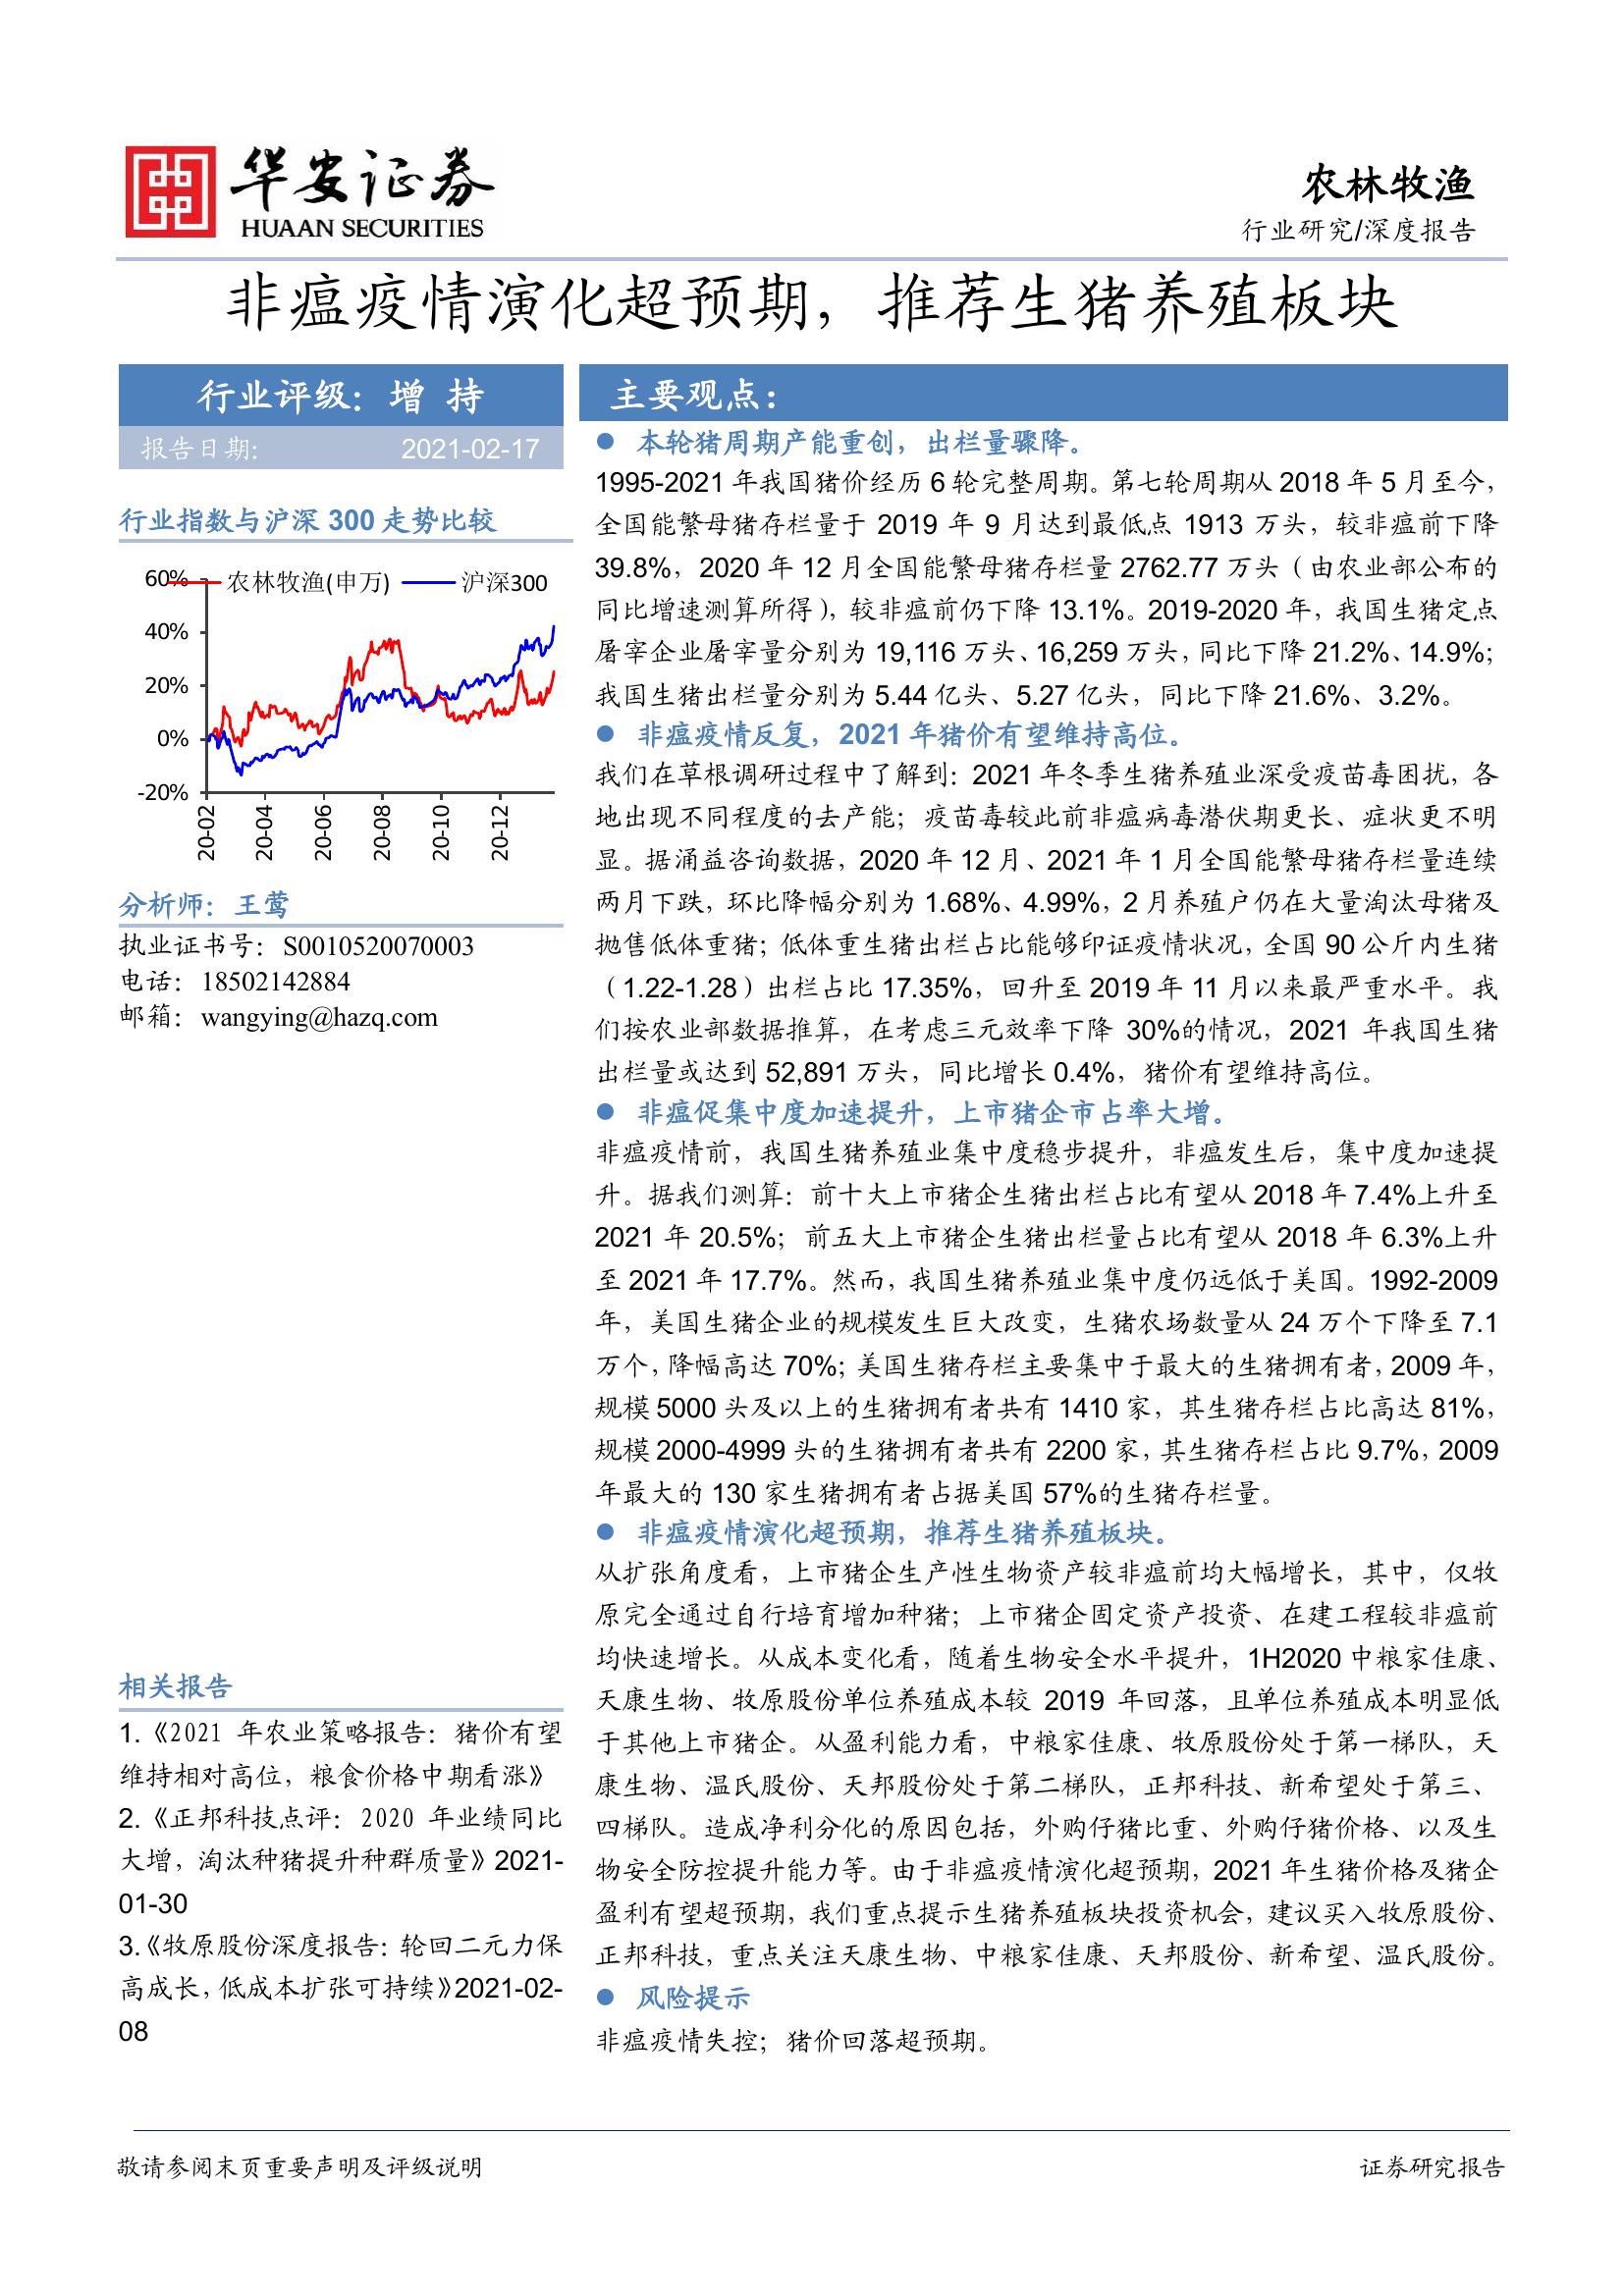 华安证券
HUAAN SECURITIES
农林牧渔
行业研究/深度报告
非瘟疫情演化超预期，推荐生猪养殖板块
行业评级：增 持
报告日期： 2021-02-17
行业指数与沪深 300 走势比较
农林牧渔(申万) 沪深300
60%
40%
20%
0%
-20%
20-02 20-04 20-06 20-08 20-10 20-12
分析师：王莺
执业证书号：S0010520070003
电话：18502142884
邮箱：wangying@hazq.com
相关报告
1.《2021 年农业策略报告：猪价有望
维持相对高位，粮食价格中期看涨》
2.《正邦科技点评：2020 年业绩同比
大增，淘汰种猪提升种群质量》2021-
01-30
3.《牧原股份深度报告：轮回二元力保
高成长，低成本扩张可持续》2021-02-
08
主要观点：
● 本轮猪周期产能重创，出栏量骤降。
1995-2021 年我国猪价经历 6 轮完整周期。第七轮周期从 2018 年 5 月至今，
全国能繁母猪存栏量于 2019 年 9 月达到最低点 1913 万头，较非瘟前下降
39.8%，2020 年 12 月全国能繁母猪存栏量 2762.77 万头（由农业部公布的
同比增速测算所得），较非瘟前仍下降 13.1%。2019-2020 年，我国生猪定点
屠宰企业屠宰量分别为 19,116 万头、16,259 万头，同比下降 21.2%、14.9%；
我国生猪出栏量分别为 5.44 亿头、5.27 亿头，同比下降 21.6%、3.2%。
● 非瘟疫情反复，2021 年猪价有望维持高位。
我们在草根调研过程中了解到：2021 年冬季生猪养殖业深受疫苗毒困扰，各
地出现不同程度的去产能；疫苗毒较此前非瘟病毒潜伏期更长、症状更不明
显。据涌益咨询数据，2020 年 12 月、2021 年 1 月全国能繁母猪存栏量连续
两月下跌，环比降幅分别为 1.68%、4.99%，2 月养殖户仍在大量淘汰母猪及
抛售低体重猪；低体重生猪出栏占比能够印证疫情状况，全国 90 公斤内生猪
（1.22-1.28）出栏占比 17.35%，回升至 2019 年 11 月以来最严重水平。我
们按农业部数据推算，在考虑三元效率下降 30%的情况，2021 年我国生猪
出栏量或达到 52,891 万头，同比增长 0.4%，猪价有望维持高位。
● 非瘟促集中度加速提升，上市猪企市占率大增。
非瘟疫情前，我国生猪养殖业集中度稳步提升，非瘟发生后，集中度加速提
升。据我们测算：前十大上市猪企生猪出栏占比有望从 2018 年 7.4%上升至
2021 年 20.5%；前五大上市猪企生猪出栏量占比有望从 2018 年 6.3%上升
至 2021 年 17.7%。然而，我国生猪养殖业集中度仍远低于美国。1992-2009
年，美国生猪企业的规模发生巨大改变，生猪农场数量从 24 万个下降至 7.1
万个，降幅高达 70%；美国生猪存栏主要集中于最大的生猪拥有者，2009 年，
规模 5000 头及以上的生猪拥有者共有 1410 家，其生猪存栏占比高达 81%，
规模 2000-4999 头的生猪拥有者共有 2200 家，其生猪存栏占比 9.7%，2009
年最大的 130 家生猪拥有者占据美国 57%的生猪存栏量。
● 非瘟疫情演化超预期，推荐生猪养殖板块。
从扩张角度看，上市猪企生产性生物资产较非瘟前均大幅增长，其中，仅牧
原完全通过自行培育增加种猪；上市猪企固定资产投资、在建工程较非瘟前
均快速增长。从成本变化看，随着生物安全水平提升，1H2020 中粮家佳康、
天康生物、牧原股份单位养殖成本较 2019 年回落，且单位养殖成本明显低
于其他上市猪企。从盈利能力看，中粮家佳康、牧原股份处于第一梯队，天
康生物、温氏股份、天邦股份处于第二梯队，正邦科技、新希望处于第三、
四梯队。造成净利分化的原因包括，外购仔猪比重、外购仔猪价格、以及生
物安全防控提升能力等。由于非瘟疫情演化超预期，2021 年生猪价格及猪企
盈利有望超预期，我们重点提示生猪养殖板块投资机会，建议买入牧原股份、
正邦科技，重点关注天康生物、中粮家佳康、天邦股份、新希望、温氏股份。
● 风险提示
非瘟疫情失控；猪价回落超预期。
敬请参阅末页重要声明及评级说明
证券研究报告